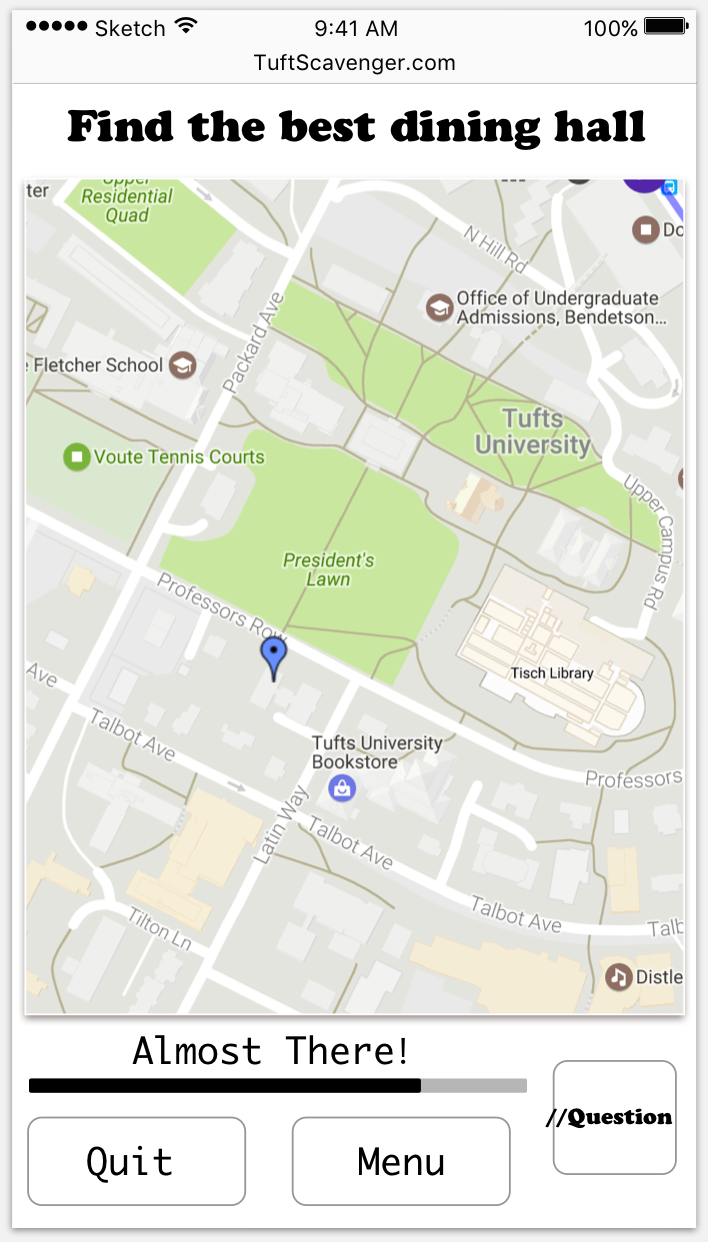 Sketch 9:41 AM 100%
TuftScavenger.com
Find the best dining hall
ter
Upper
Residential
Quad
N Hill Rd
Do
Office of Undergraduate
Admissions, Bendetson...
Packard Ave
Fletcher School
Tufts
University
Voute Tennis Courts
Upper Campus Rd
President's
Lawn
Professors Row
Tisch Library
Ave
Talbot Ave
Tufts University
Bookstore
Professors
Latin Way
Talbot Ave
Talbot Ave
Talb
Tilton Ln
Distle
Almost There!
//Question
Quit
Menu